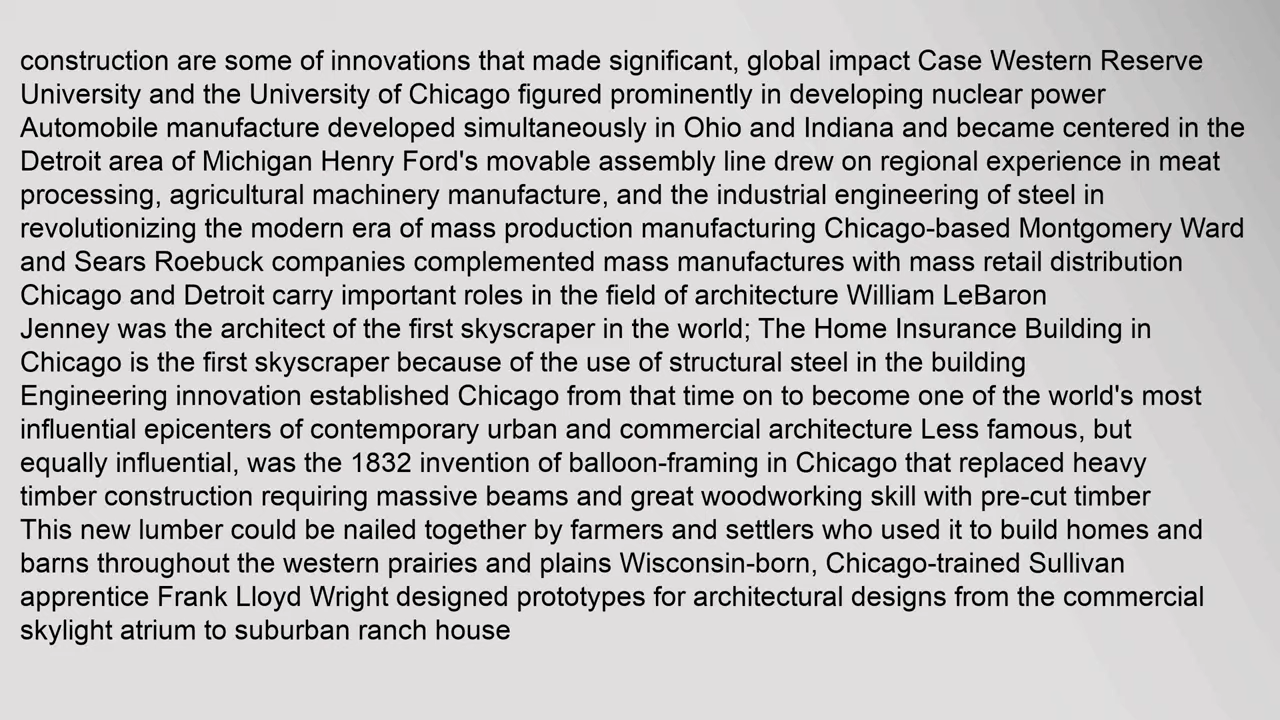 construction are some of innovations that made significant, global impact Case Western Reserve
University and the University of Chicago figured prominently in developing nuclear power
Automobile manufacture developed simultaneously in Ohio and Indiana and became centered in the
Detroit area of Michigan Henry Ford's movable assembly line drew on regional experience in meat
processing, agricultural machinery manufacture, and the industrial engineering of steel in
revolutionizing the modern era of mass production manufacturing Chicago-based Montgomery Ward
and Sears Roebuck companies complemented mass manufactures with mass retail distribution
Chicago and Detroit carry important roles in the field of architecture William LeBaron
Jenney was the architect of the first skyscraper in the world; The Home Insurance Building in
Chicago is the first skyscraper because of the use of structural steel in the building
Engineering innovation established Chicago from that time on to become one of the world's most
influential epicenters of contemporary urban and commercial architecture Less famous, but
equally influential, was the 1832 invention of balloon-framing in Chicago that replaced heavy
timber construction requiring massive beams and great woodworking skill with pre-cut timber
This new lumber could be nailed together by farmers and settlers who used it to build homes and
barns throughout the western prairies and plains Wisconsin-born, Chicago-trained Sullivan
apprentice Frank Lloyd Wright designed prototypes for architectural designs from the commercial
skylight atrium to suburban ranch house